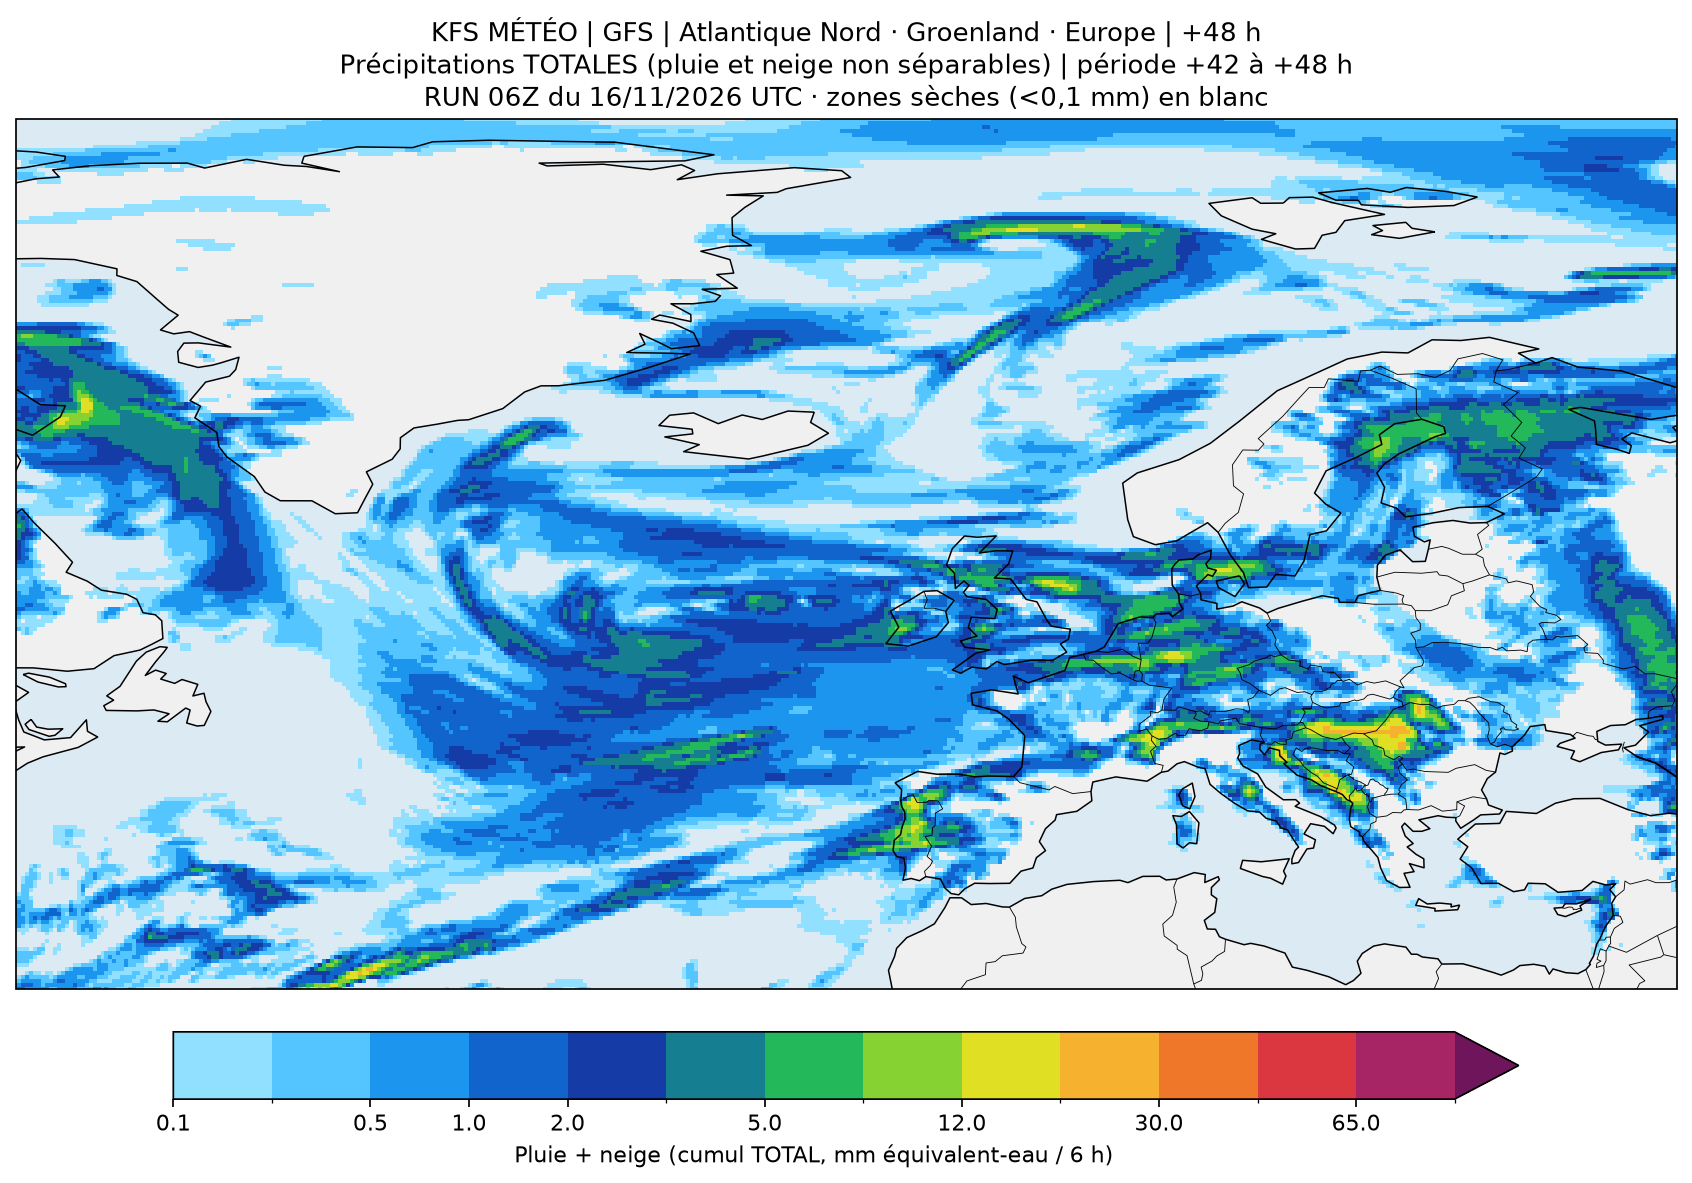 KFS MÉTÉO | GFS | Atlantique Nord · Groenland · Europe | +48 h
Précipitations TOTALES (pluie et neige non séparables) | période +42 à +48 h
RUN 06Z du 16/11/2026 UTC · zones sèches (<0,1 mm) en blanc
0.1 0.5 1.0 2.0 5.0 12.0 30.0 65.0
Pluie + neige (cumul TOTAL, mm équivalent-eau / 6 h)